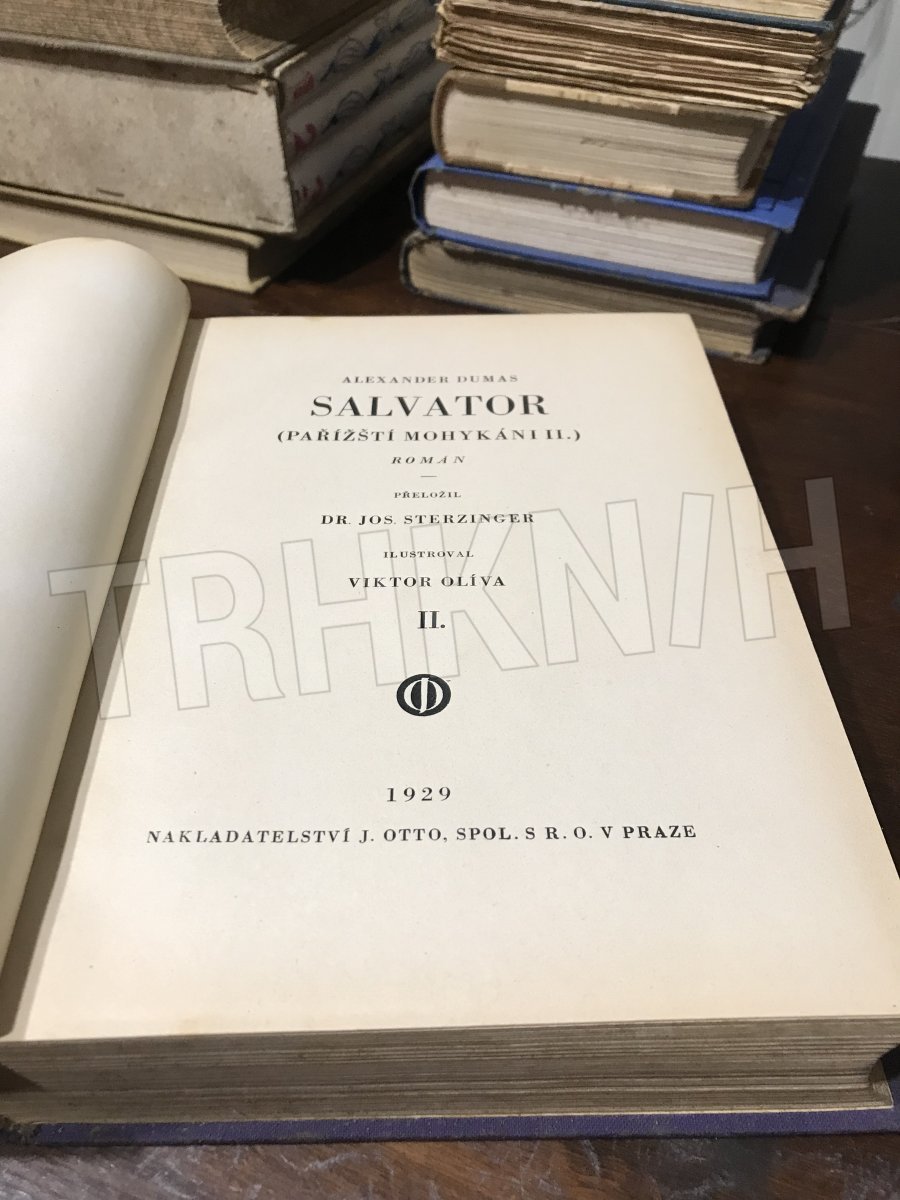 ALEXANDER DUMAS
SALVATOR
(PAŘÍŽŠTÍ MOHYKÁNI II.)
ROMÁN
PŘELOŽIL
DR. JOS. STERZINGER
ILUSTROVAL
VIKTOR OLÍVA
II.
1929
NAKLADATELSTVÍ J. OTTO, SPOL. S R. O. V PRAZE
TRHKNIH